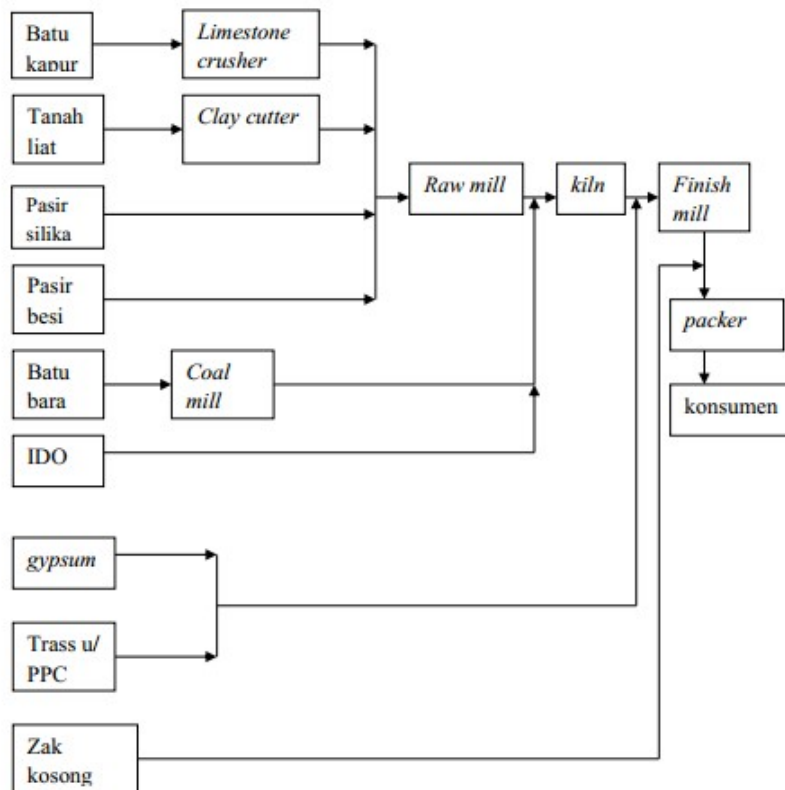 Batu
kapur
Limestone
crusher
Tanah
liat
Clay cutter
Pasir
silika
Raw mill
kiln
Finish
mill
Pasir
besi
packer
Batu
bara
Coal
mill
konsumen
IDO
gypsum
Trass u/
PPC
Zak
kosong